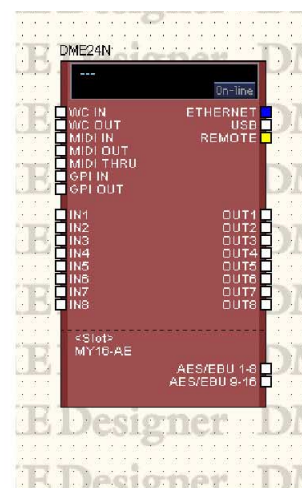 DME24N
---
On-line
WC IN ETHERNET
WC OUT USB
MIDI IN REMOTE
MIDI OUT
MIDI THRU
GPI IN
GPI OUT
IN1 OUT1
IN2 OUT2
IN3 OUT3
IN4 OUT4
IN5 OUT5
IN6 OUT6
IN7 OUT7
IN8 OUT8
<Slot>
MY16-AE
AES/EBU 1-8
AES/EBU 9-16
E Designer D
E Designer D